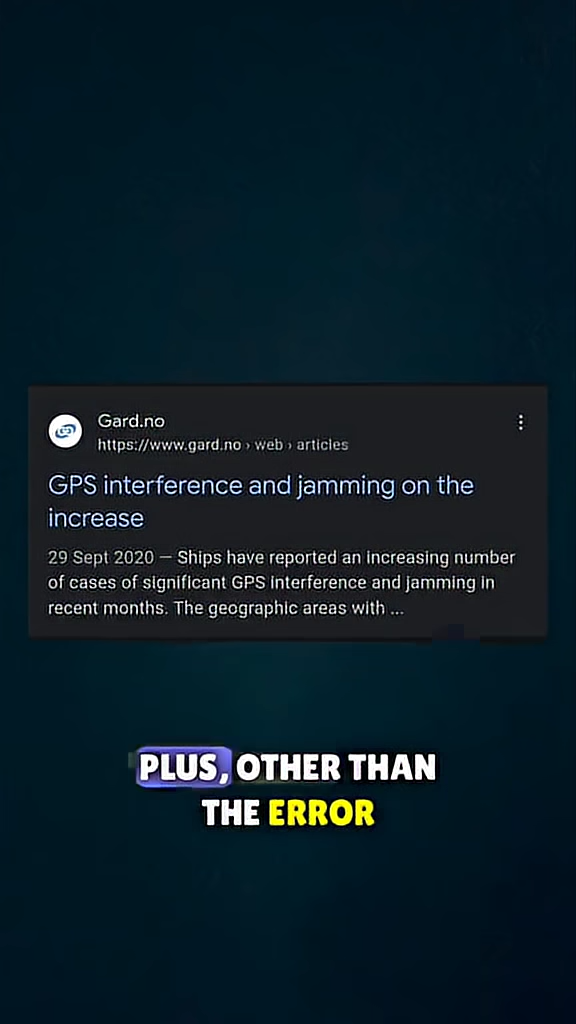 Gard.no
https://www.gard.no › web › articles
GPS interference and jamming on the
increase
29 Sept 2020 — Ships have reported an increasing number
of cases of significant GPS interference and jamming in
recent months. The geographic areas with ...
PLUS, OTHER THAN
THE ERROR